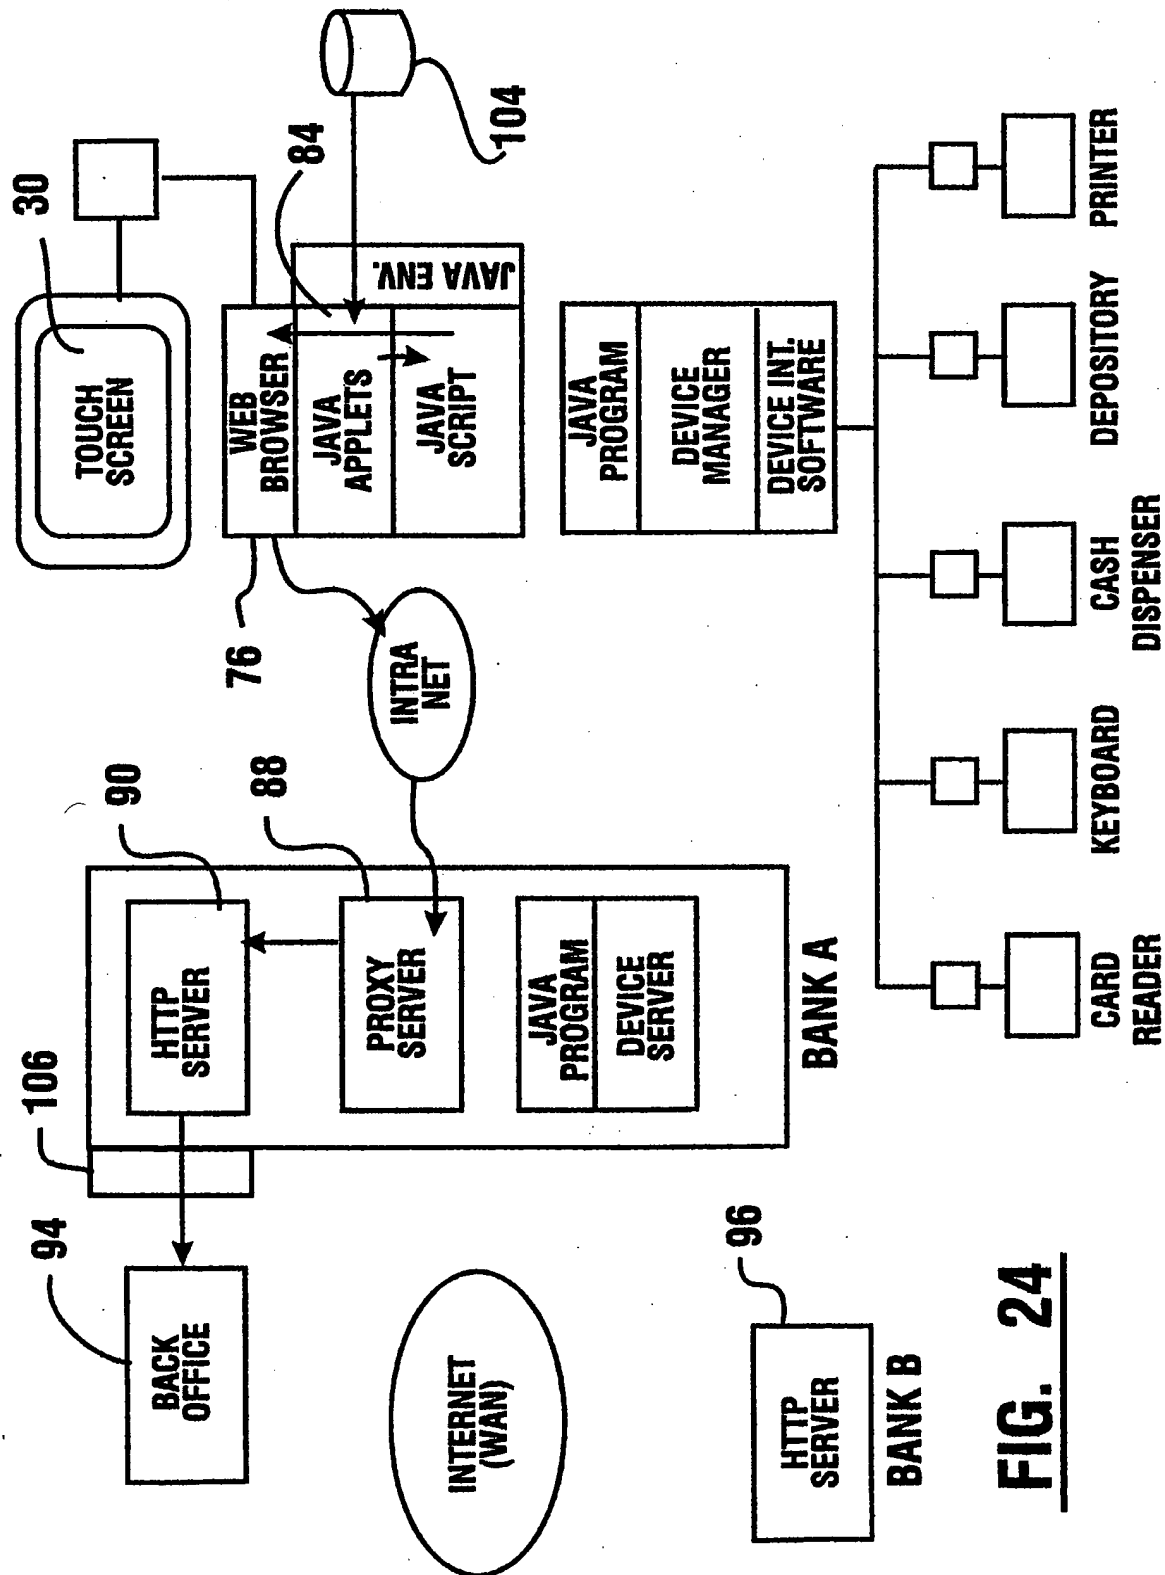 94
BACK
OFFICE
106
HTTP
SERVER
90
30
TOUCH
SCREEN
PROXY
SERVER
88
INTRA
NET
76
WEB
BROWSER
JAVA
APPLETS
JAVA
SCRIPT
JAVA ENV.
84
104
INTERNET
(WAN)
JAVA
PROGRAM
DEVICE
SERVER
BANK A
JAVA
PROGRAM
DEVICE
MANAGER
DEVICE INT.
SOFTWARE
96
HTTP
SERVER
BANK B
CARD
READER
KEYBOARD
CASH
DISPENSER
DEPOSITORY
PRINTER
FIG. 24